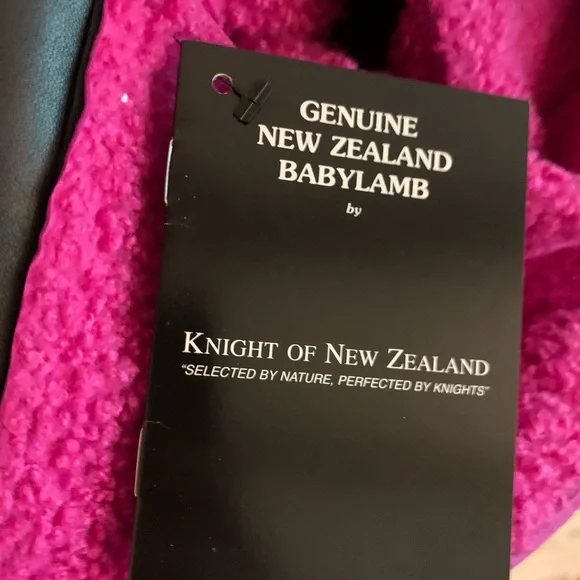 GENUINE
NEW ZEALAND
BABYLAMB
by
KNIGHT OF NEW ZEALAND
"SELECTED BY NATURE, PERFECTED BY KNIGHTS"